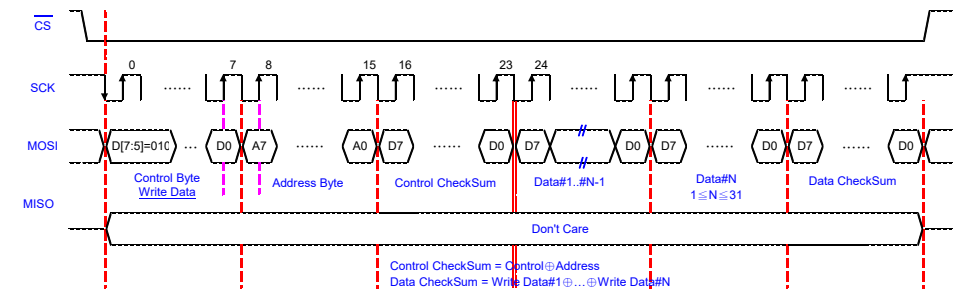 CS
0 7 8 15 16 23 24
SCK ...... ...... ...... ...... ...... ......
MOSI D[7:5]=010 ... D0 A7 ...... A0 D7 ...... D0 D7 D0 D7 ...... D0 D7 ...... D0
Control Byte
Write Data
Address Byte
Control CheckSum
Data#1..#N-1
Data#N
1≦N≦31
Data CheckSum
MISO
Don't Care
Control CheckSum = Control⊕Address
Data CheckSum = Write Data#1⊕...⊕Write Data#N